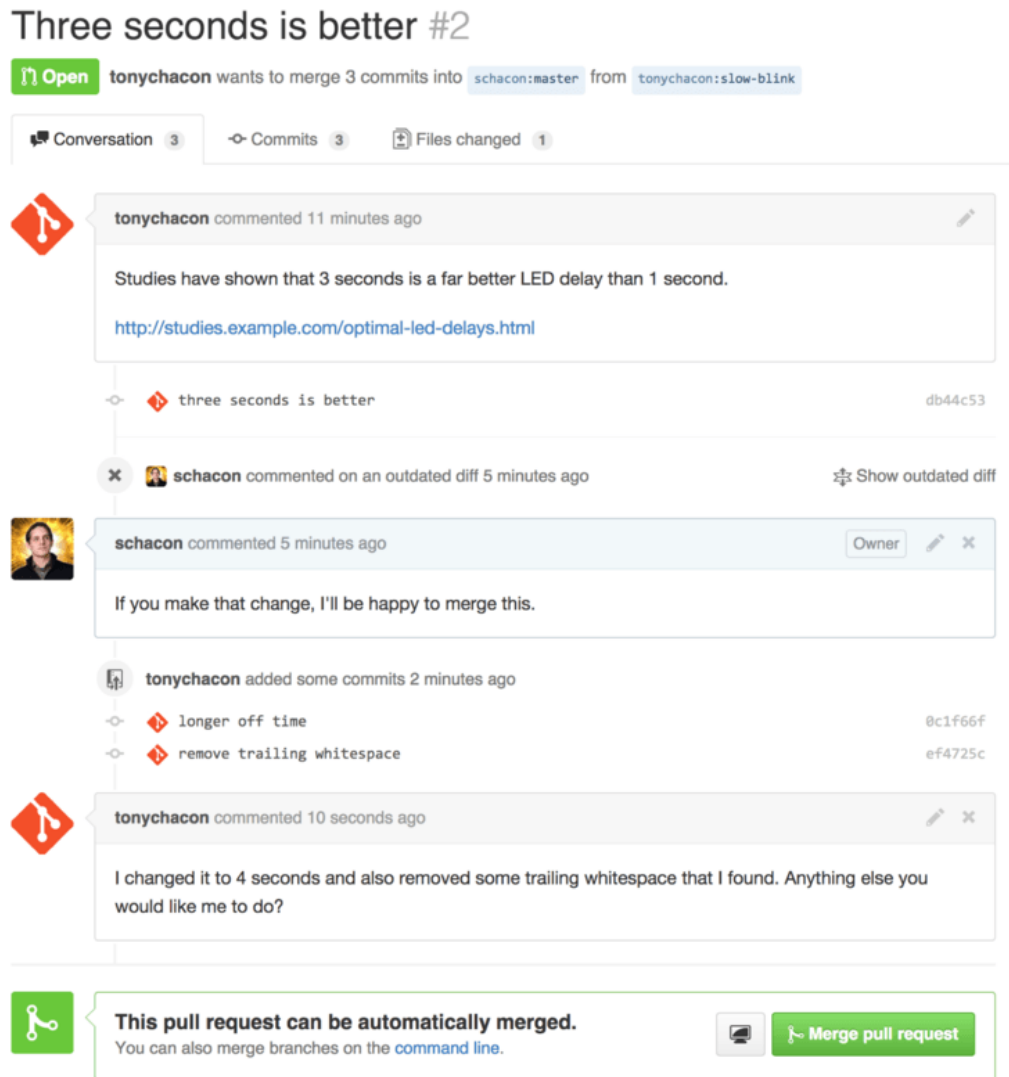 Three seconds is better #2
Open tonychacon wants to merge 3 commits into schacon:master from tonychacon:slow-blink
Conversation 3 Commits 3 Files changed 1
tonychacon commented 11 minutes ago
Studies have shown that 3 seconds is a far better LED delay than 1 second.
http://studies.example.com/optimal-led-delays.html
three seconds is better db44c53
schacon commented on an outdated diff 5 minutes ago Show outdated diff
schacon commented 5 minutes ago Owner
If you make that change, I'll be happy to merge this.
tonychacon added some commits 2 minutes ago
longer off time 0c1f66f
remove trailing whitespace ef4725c
tonychacon commented 10 seconds ago
I changed it to 4 seconds and also removed some trailing whitespace that I found. Anything else you
would like me to do?
This pull request can be automatically merged.
You can also merge branches on the command line.
Merge pull request